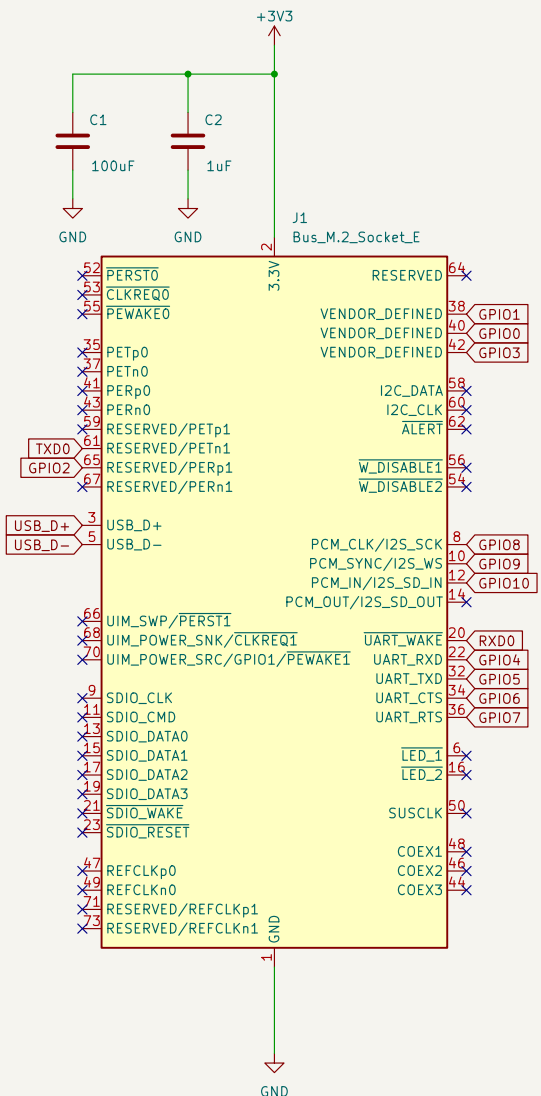 +3V3
C1
C2
100uF
1uF
GND
GND
J1
Bus_M.2_Socket_E
2
3.3V
52 PERST0
RESERVED 64
53 CLKREQ0
55 PEWAKE0
VENDOR_DEFINED 38 GPIO1
VENDOR_DEFINED 40 GPIO0
35 PETp0
VENDOR_DEFINED 42 GPIO3
37 PETn0
41 PERp0
I2C_DATA 58
43 PERn0
I2C_CLK 60
59 RESERVED/PETp1
ALERT 62
TXD0 61 RESERVED/PETn1
GPIO2 65 RESERVED/PERp1
W_DISABLE1 56
67 RESERVED/PERn1
W_DISABLE2 54
USB_D+ 3 USB_D+
USB_D- 5 USB_D-
PCM_CLK/I2S_SCK 8 GPIO8
PCM_SYNC/I2S_WS 10 GPIO9
PCM_IN/I2S_SD_IN 12 GPIO10
PCM_OUT/I2S_SD_OUT 14
66 UIM_SWP/PERST1
68 UIM_POWER_SNK/CLKREQ1
UART_WAKE 20 RXD0
70 UIM_POWER_SRC/GPIO1/PEWAKE1
UART_RXD 22 GPIO4
UART_TXD 32 GPIO5
9 SDIO_CLK
UART_CTS 34 GPIO6
11 SDIO_CMD
UART_RTS 36 GPIO7
13 SDIO_DATA0
15 SDIO_DATA1
LED_1 6
17 SDIO_DATA2
LED_2 16
19 SDIO_DATA3
21 SDIO_WAKE
SUSCLK 50
23 SDIO_RESET
COEX1 48
47 REFCLKp0
COEX2 46
49 REFCLKn0
COEX3 44
71 RESERVED/REFCLKp1
73 RESERVED/REFCLKn1
GND
1
GND